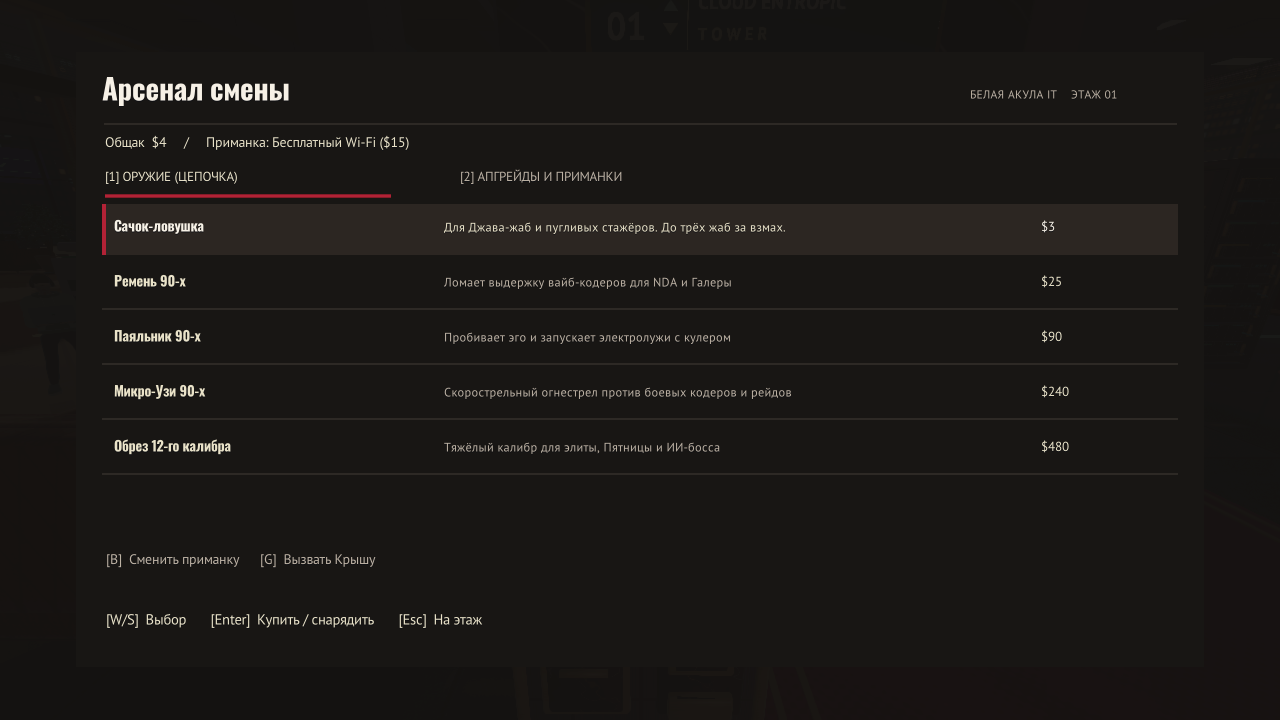 01 CLOUD ENTROPIC
TOWER
Арсенал смены
БЕЛАЯ АКУЛА IT ЭТАЖ 01
Общак $4 / Приманка: Бесплатный Wi-Fi ($15)
[1] ОРУЖИЕ (ЦЕПОЧКА) [2] АПГРЕЙДЫ И ПРИМАНКИ
Сачок-ловушка Для Джава-жаб и пугливых стажёров. До трёх жаб за взмах. $3
Ремень 90-х Ломает выдержку вайб-кодеров для NDA и Галеры $25
Паяльник 90-х Пробивает эго и запускает электролужи с кулером $90
Микро-Узи 90-х Скорострельный огнестрел против боевых кодеров и рейдов $240
Обрез 12-го калибра Тяжёлый калибр для элиты, Пятницы и ИИ-босса $480
[B] Сменить приманку [G] Вызвать Крышу
[W/S] Выбор [Enter] Купить / снарядить [Esc] На этаж